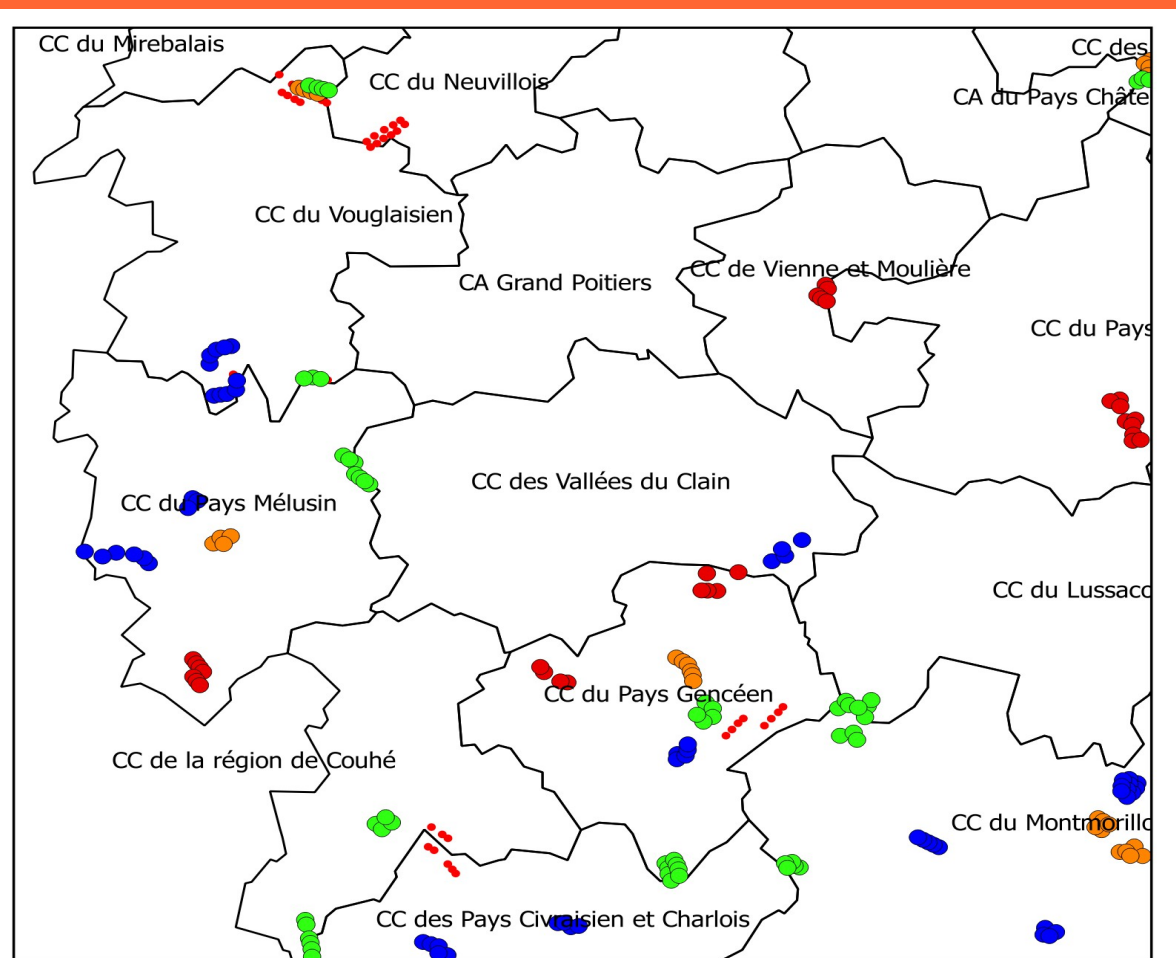 CC du Mirebalais
CC des
CC du Neuvillois
CA du Pays Châte
CC du Vouglaisien
CC de Vienne et Moulière
CA Grand Poitiers
CC du Pays
CC des Vallées du Clain
CC du Pays Mélusin
CC du Lussacc
CC du Pays Gencéen
CC de la région de Couhé
CC du Montmorillo
CC des Pays Civraisien et Charlois